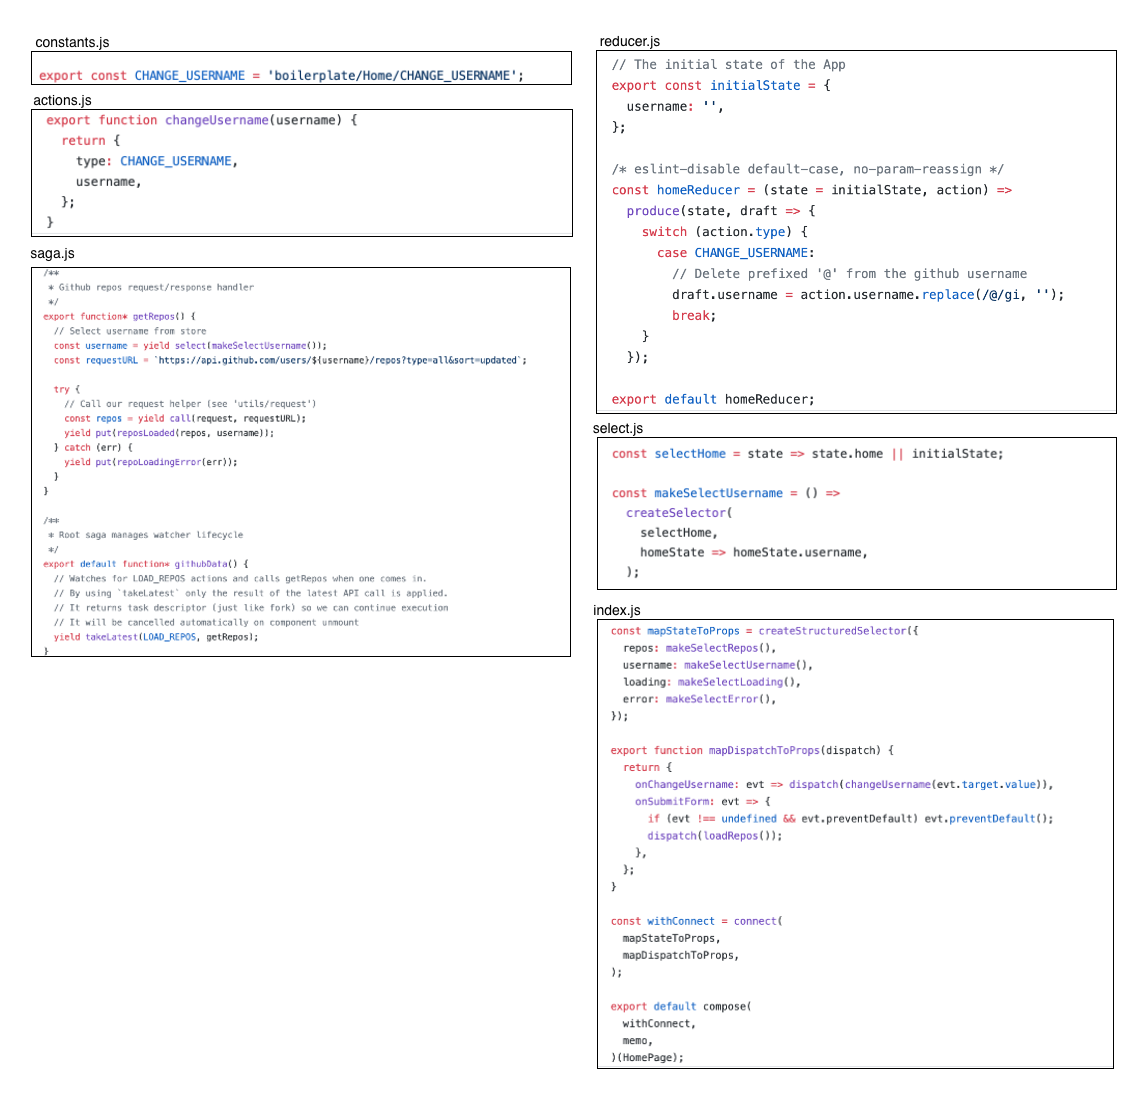 constants.js
export const CHANGE_USERNAME = 'boilerplate/Home/CHANGE_USERNAME';
actions.js
export function changeUsername(username) {
  return {
    type: CHANGE_USERNAME,
    username,
  };
}
saga.js
/**
 * Github repos request/response handler
 */
export function* getRepos() {
  // Select username from store
  const username = yield select(makeSelectUsername());
  const requestURL = `https://api.github.com/users/${username}/repos?type=all&sort=updated`;
  try {
    // Call our request helper (see 'utils/request')
    const repos = yield call(request, requestURL);
    yield put(reposLoaded(repos, username));
  } catch (err) {
    yield put(repoLoadingError(err));
  }
}
/**
 * Root saga manages watcher lifecycle
 */
export default function* githubData() {
  // Watches for LOAD_REPOS actions and calls getRepos when one comes in.
  // By using `takeLatest` only the result of the latest API call is applied.
  // It returns task descriptor (just like fork) so we can continue execution
  // It will be cancelled automatically on component unmount
  yield takeLatest(LOAD_REPOS, getRepos);
}
reducer.js
// The initial state of the App
export const initialState = {
  username: '',
};
/* eslint-disable default-case, no-param-reassign */
const homeReducer = (state = initialState, action) =>
  produce(state, draft => {
    switch (action.type) {
      case CHANGE_USERNAME:
        // Delete prefixed '@' from the github username
        draft.username = action.username.replace(/@/gi, '');
        break;
    }
  });
export default homeReducer;
select.js
const selectHome = state => state.home || initialState;
const makeSelectUsername = () =>
  createSelector(
    selectHome,
    homeState => homeState.username,
  );
index.js
const mapStateToProps = createStructuredSelector({
  repos: makeSelectRepos(),
  username: makeSelectUsername(),
  loading: makeSelectLoading(),
  error: makeSelectError(),
});
export function mapDispatchToProps(dispatch) {
  return {
    onChangeUsername: evt => dispatch(changeUsername(evt.target.value)),
    onSubmitForm: evt => {
      if (evt !== undefined && evt.preventDefault) evt.preventDefault();
      dispatch(loadRepos());
    },
  };
}
const withConnect = connect(
  mapStateToProps,
  mapDispatchToProps,
);
export default compose(
  withConnect,
  memo,
)(HomePage);